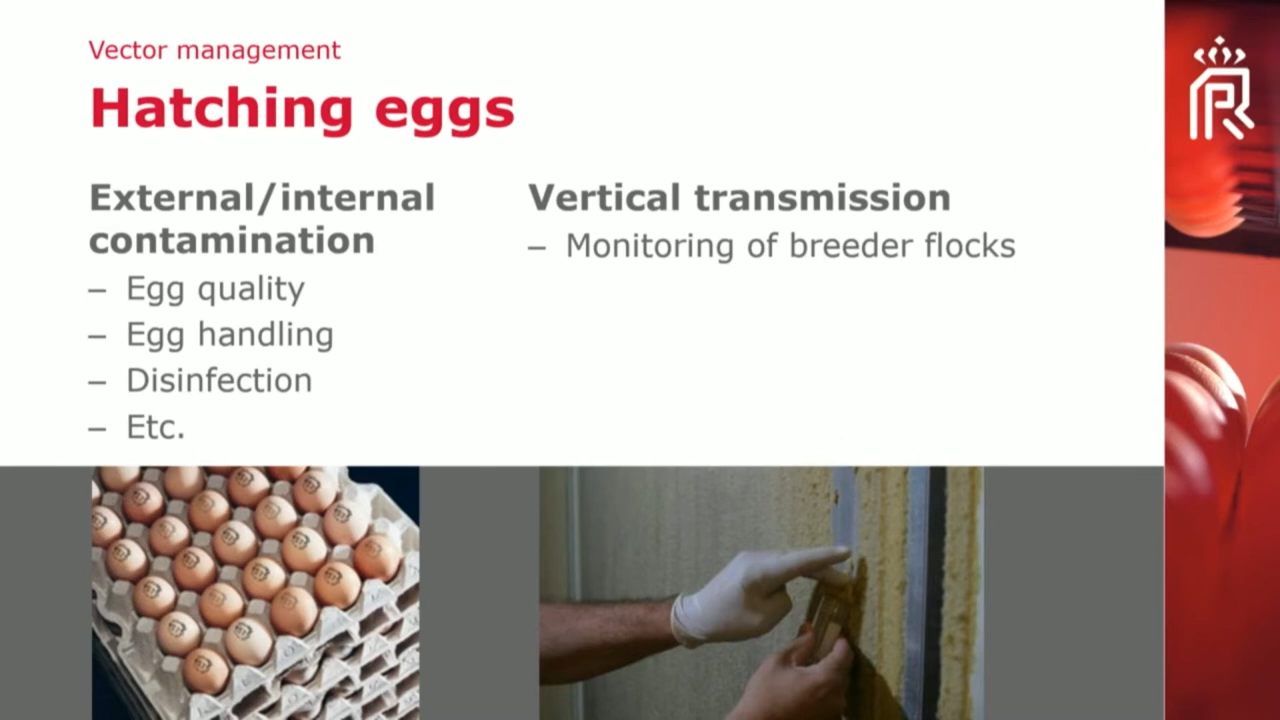 Vector management
Hatching eggs
External/internal
contamination
– Egg quality
– Egg handling
– Disinfection
– Etc.
Vertical transmission
– Monitoring of breeder flocks